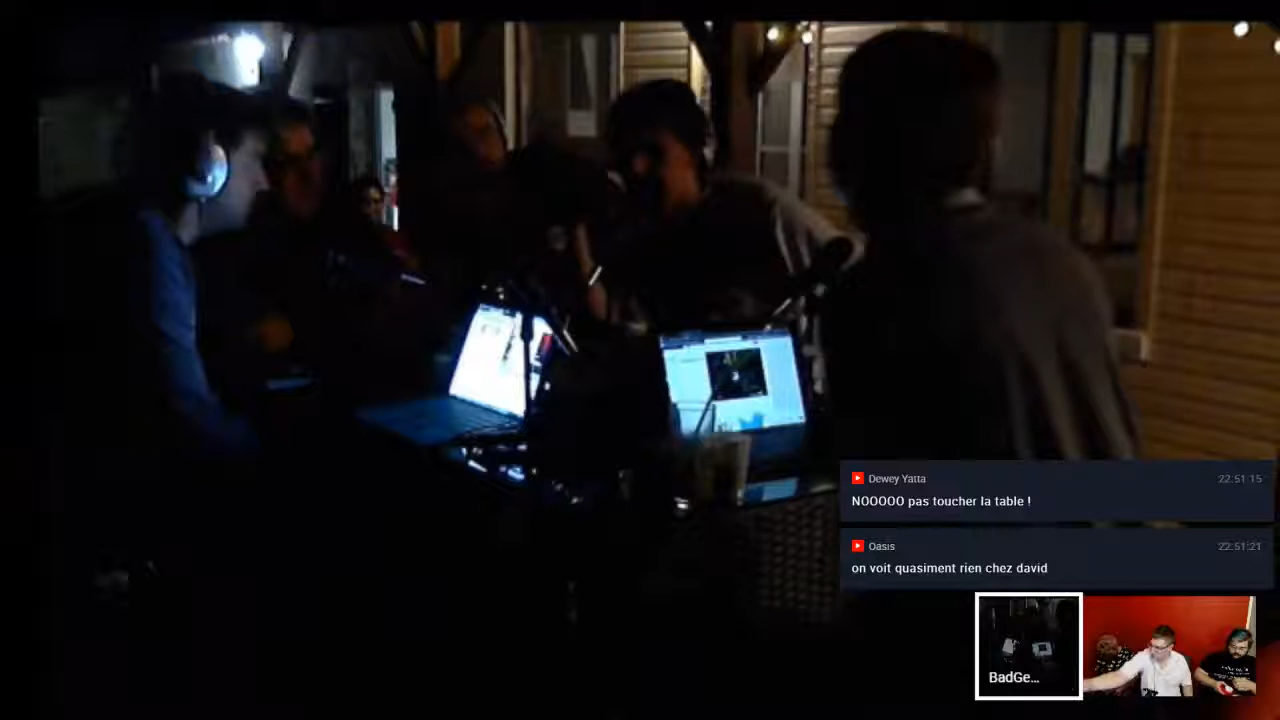 Dewey Yatta
22:51:15
NOOOOO pas toucher la table !
Oasis
22:51:21
on voit quasiment rien chez david
BadGe...